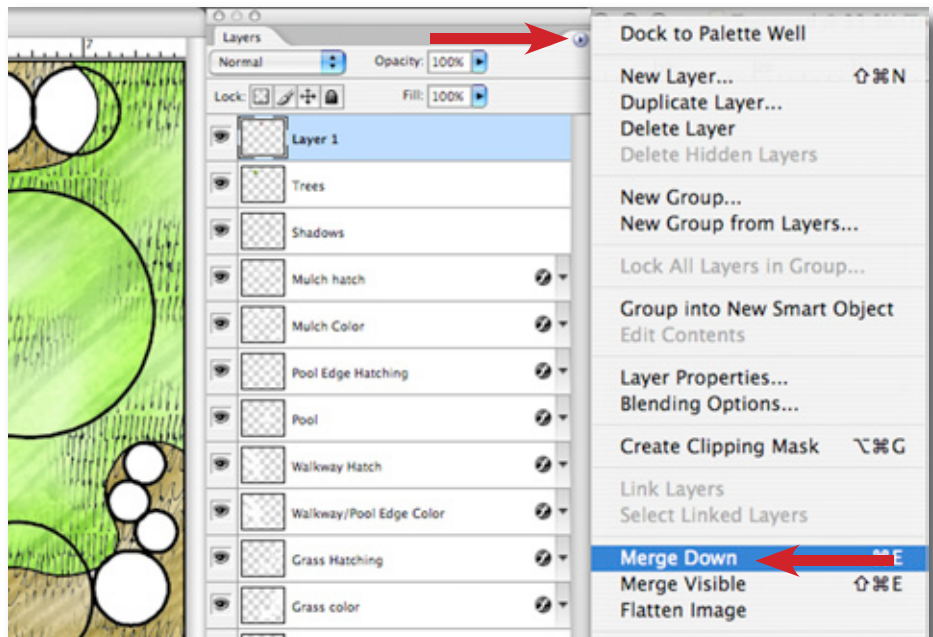 7
Layers
Normal
Opacity: 100%
Lock:
Fill: 100%
Layer 1
Trees
Shadows
Mulch hatch
Mulch Color
Pool Edge Hatching
Pool
Walkway Hatch
Walkway/Pool Edge Color
Grass Hatching
Grass color
Dock to Palette Well
New Layer... ⇧⌘N
Duplicate Layer...
Delete Layer
Delete Hidden Layers
New Group...
New Group from Layers...
Lock All Layers in Group...
Group into New Smart Object
Edit Contents
Layer Properties...
Blending Options...
Create Clipping Mask ⌥⌘G
Link Layers
Select Linked Layers
Merge Down ⌘E
Merge Visible ⇧⌘E
Flatten Image